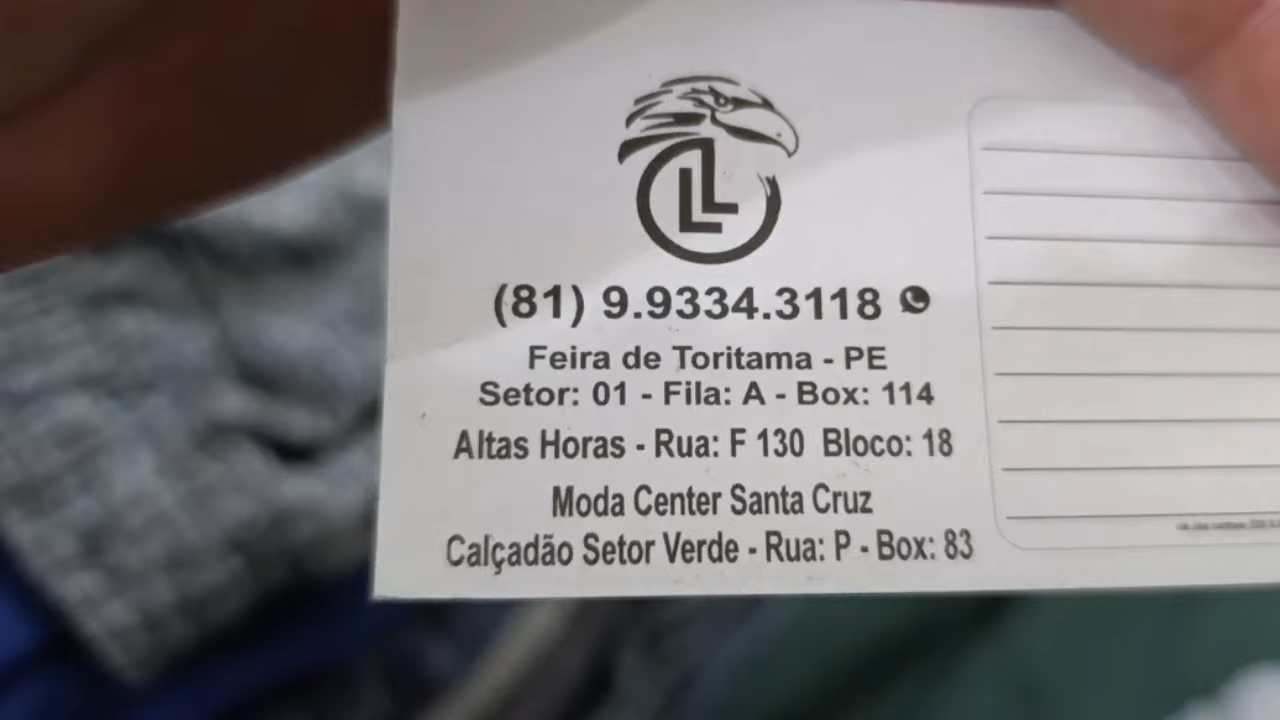 LL
(81) 9.9334.3118
Feira de Toritama - PE
Setor: 01 - Fila: A - Box: 114
Altas Horas - Rua: F 130 Bloco: 18
Moda Center Santa Cruz
Calçadão Setor Verde - Rua: P - Box: 83